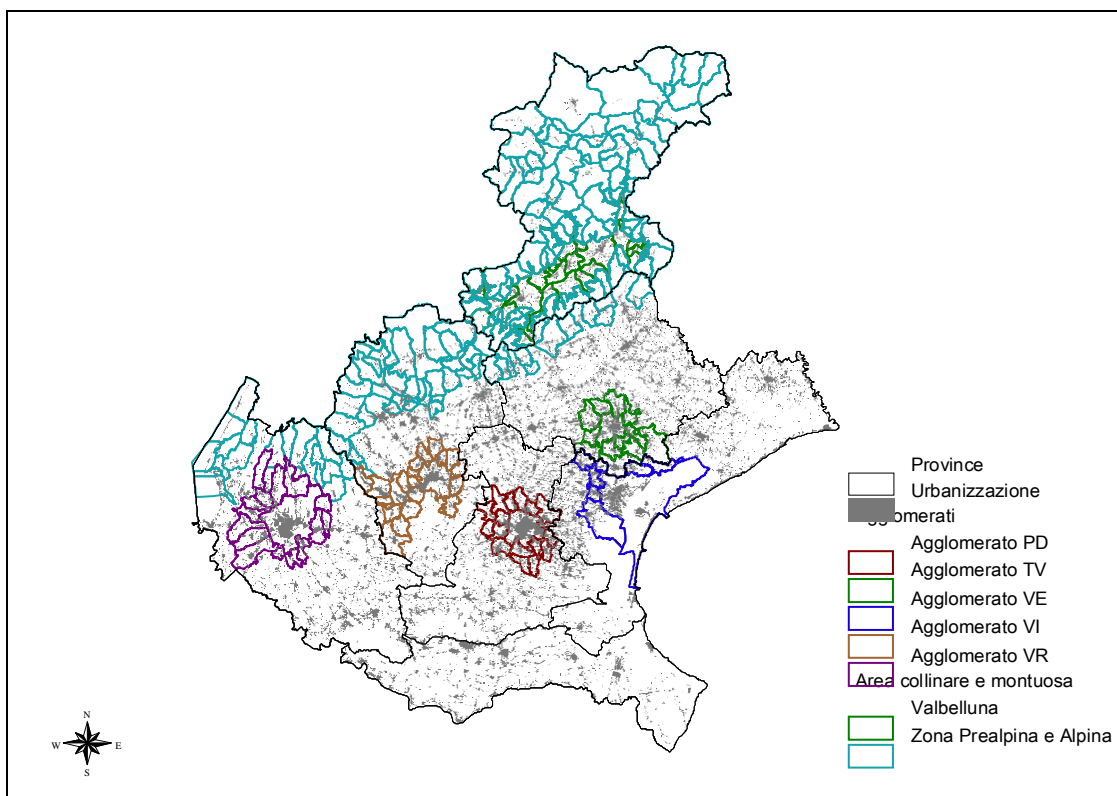 N
W E
S
Province
Urbanizzazione
Agglomerati
Agglomerato PD
Agglomerato TV
Agglomerato VE
Agglomerato VI
Agglomerato VR
Area collinare e montuosa
Valbelluna
Zona Prealpina e Alpina